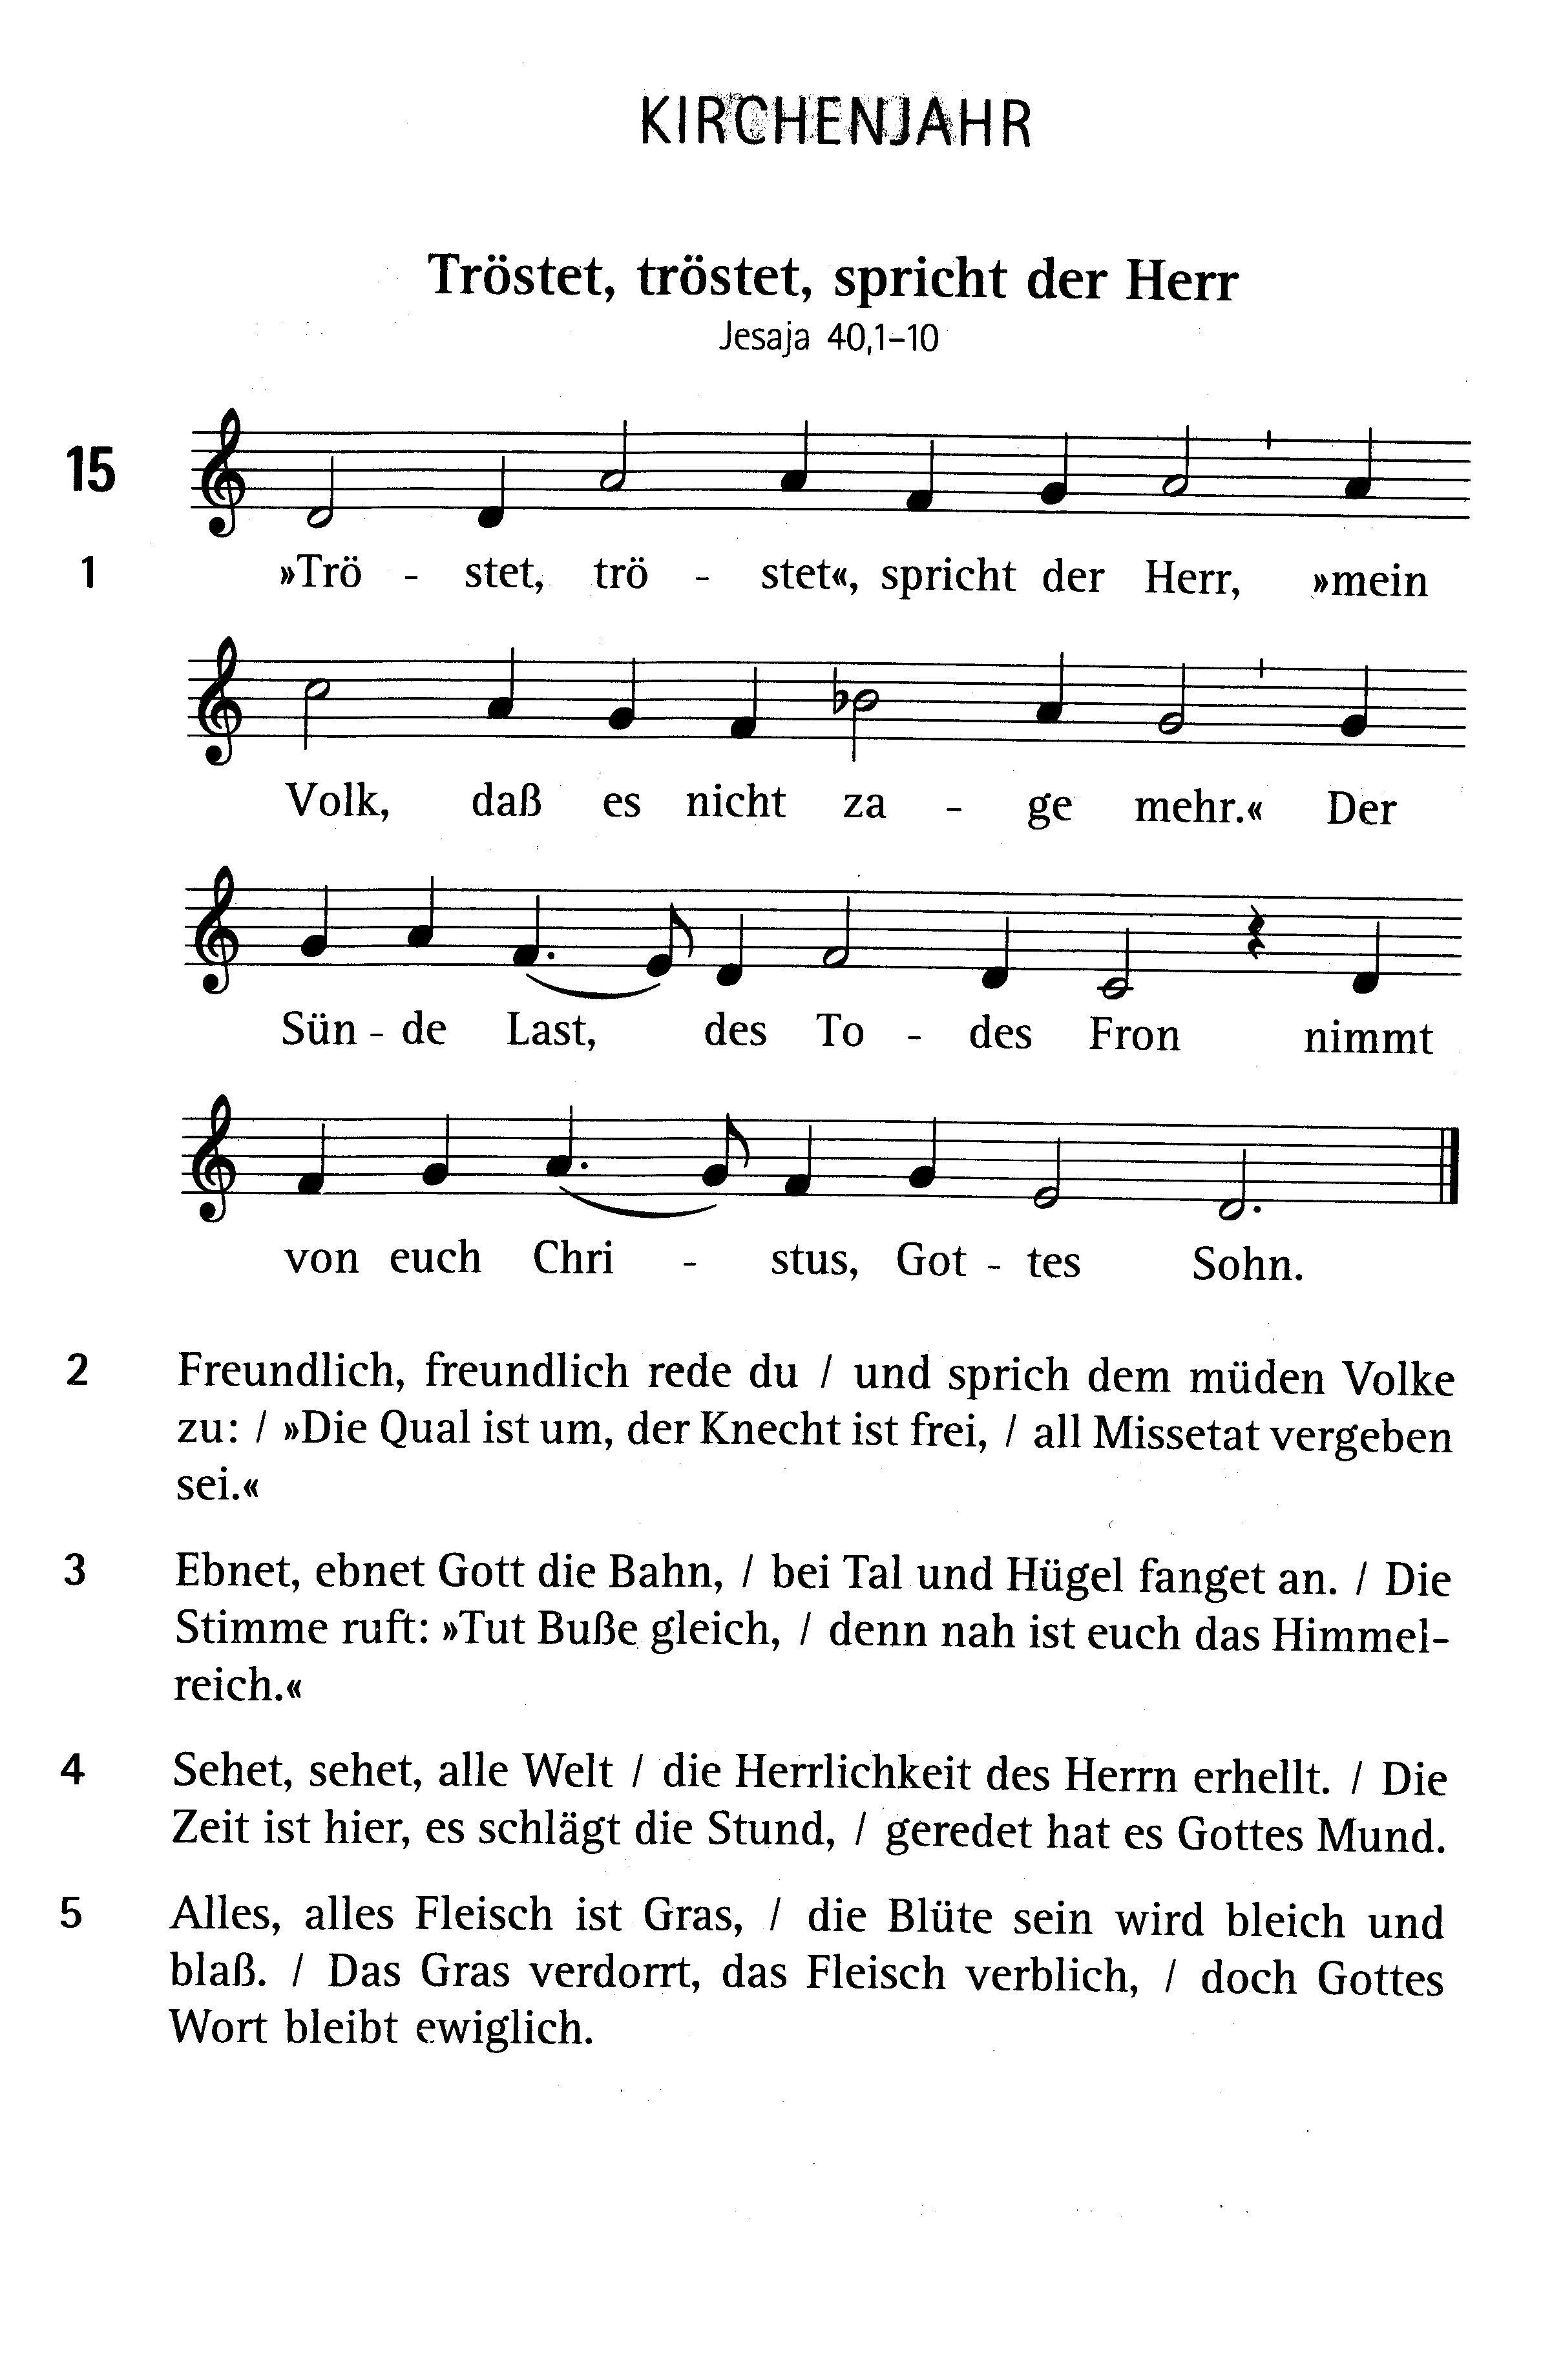 KIRCHENJAHR
Tröstet, tröstet, spricht der Herr
Jesaja 40,1–10
15
1 »Trö - stet, trö - stet«, spricht der Herr, »mein
Volk, daß es nicht za - ge mehr.« Der
Sün - de Last, des To - des Fron nimmt
von euch Chri - stus, Got - tes Sohn.
2 Freundlich, freundlich rede du / und sprich dem müden Volke
zu: / »Die Qual ist um, der Knecht ist frei, / all Missetat vergeben
sei.«
3 Ebnet, ebnet Gott die Bahn, / bei Tal und Hügel fanget an. / Die
Stimme ruft: »Tut Buße gleich, / denn nah ist euch das Himmel-
reich.«
4 Sehet, sehet, alle Welt / die Herrlichkeit des Herrn erhellt. / Die
Zeit ist hier, es schlägt die Stund, / geredet hat es Gottes Mund.
5 Alles, alles Fleisch ist Gras, / die Blüte sein wird bleich und
blaß. / Das Gras verdorrt, das Fleisch verblich, / doch Gottes
Wort bleibt ewiglich.